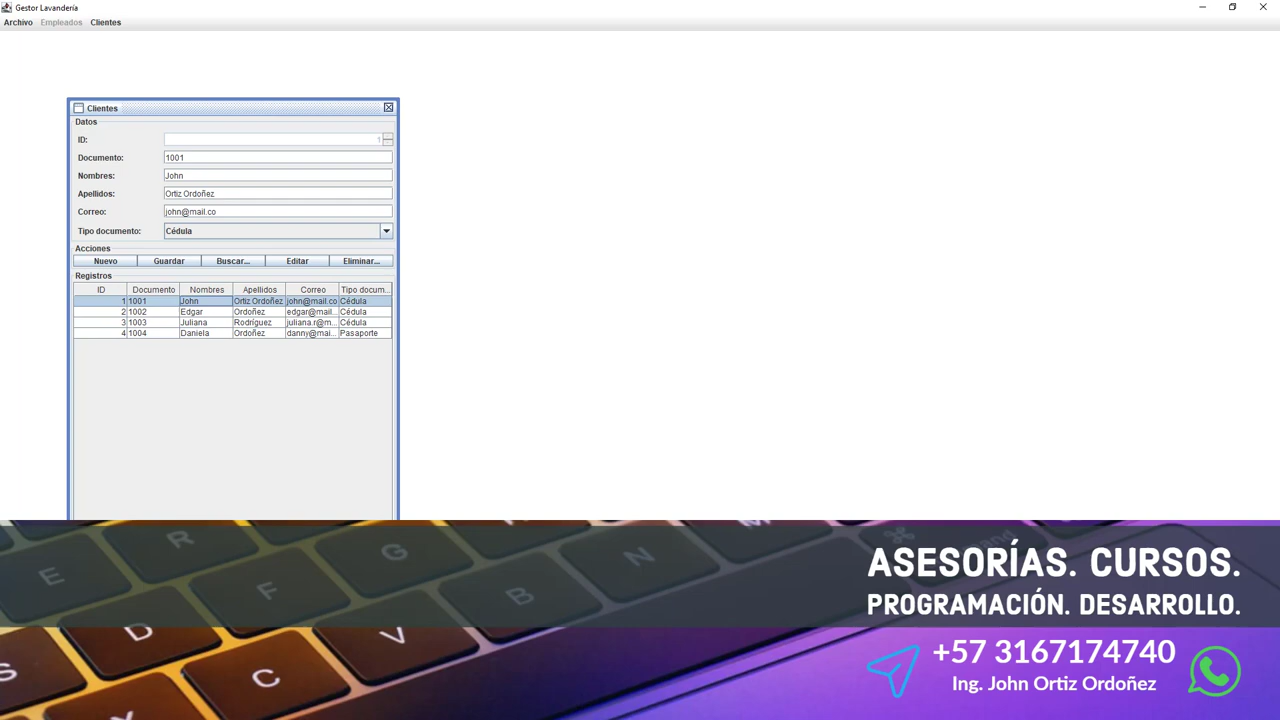 Gestor Lavandería
Archivo Empleados Clientes
Clientes
Datos
ID: 1
Documento: 1001
Nombres: John
Apellidos: Ortiz Ordoñez
Correo: john@mail.co
Tipo documento: Cédula
Acciones
Nuevo Guardar Buscar... Editar Eliminar...
Registros
ID Documento Nombres Apellidos Correo Tipo docum...
1 1001 John Ortiz Ordoñez john@mail.co Cédula
2 1002 Edgar Ordoñez edgar@mail... Cédula
3 1003 Juliana Rodríguez juliana.r@m... Cédula
4 1004 Daniela Ordoñez danny@mai... Pasaporte
R G N M ⌘
E F B
D V
S C
ASESORÍAS. CURSOS.
PROGRAMACIÓN. DESARROLLO.
+57 3167174740
Ing. John Ortiz Ordoñez